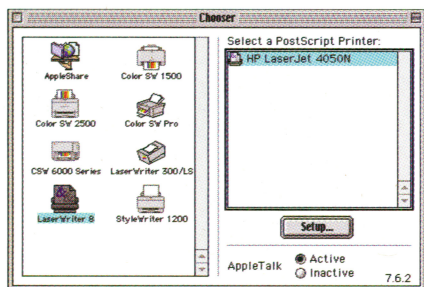 Chooser
AppleShare
Color SW 1500
Color SW 2500
Color SW Pro
CSW 6000 Series
LaserWriter 300/LS
LaserWriter 8
StyleWriter 1200
Select a PostScript Printer:
HP LaserJet 4050N
Setup...
AppleTalk
Active
Inactive
7.6.2